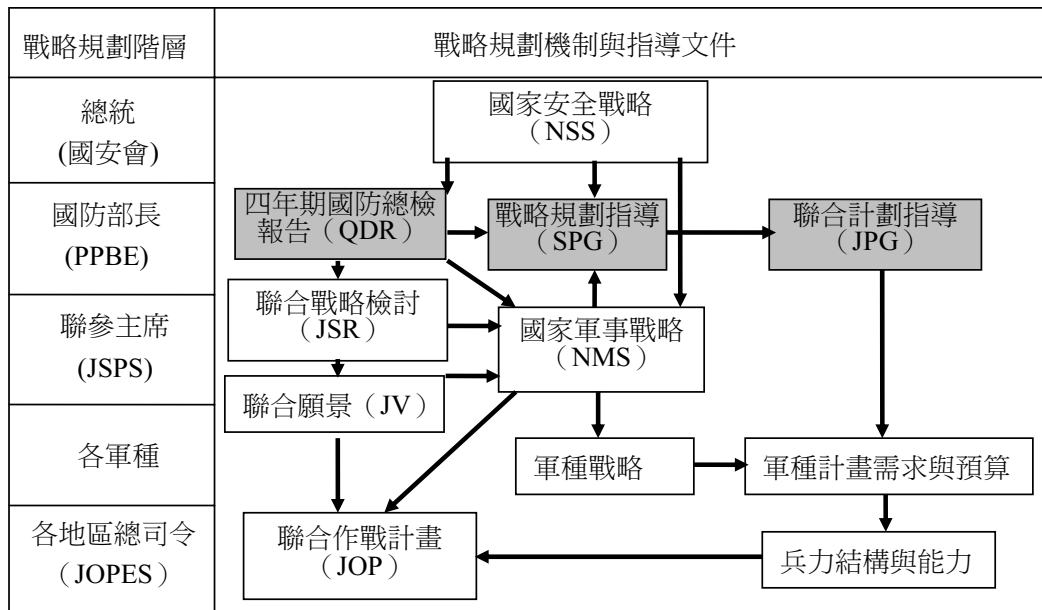 戰略規劃階層
戰略規劃機制與指導文件
總統
(國安會)
國家安全戰略
（NSS）
國防部長
(PPBE)
四年期國防總檢
報告（QDR）
戰略規劃指導
（SPG）
聯合計劃指導
（JPG）
聯參主席
(JSPS)
聯合戰略檢討
（JSR）
國家軍事戰略
（NMS）
聯合願景（JV）
各軍種
軍種戰略
軍種計畫需求與預算
各地區總司令
（JOPES）
聯合作戰計畫
（JOP）
兵力結構與能力